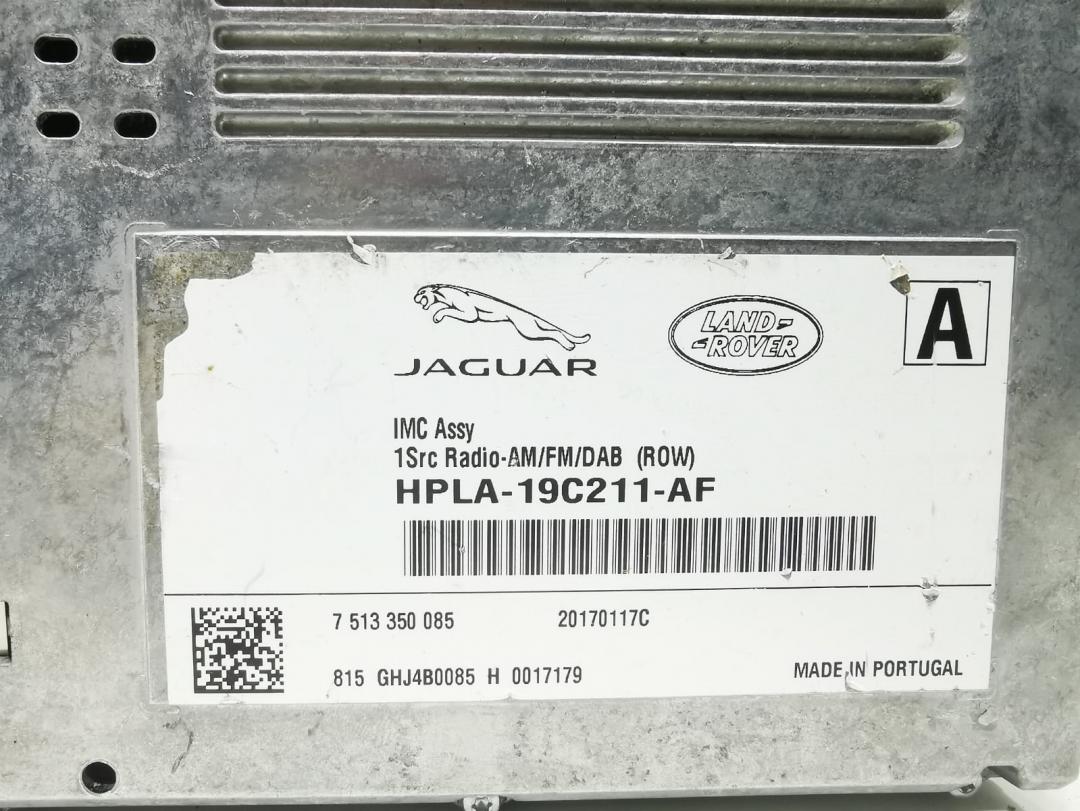 JAGUAR
LAND-
-ROVER
A
IMC Assy
1Src Radio-AM/FM/DAB (ROW)
HPLA-19C211-AF
7 513 350 085 20170117C
815 GHJ4B0085 H 0017179
MADE IN PORTUGAL